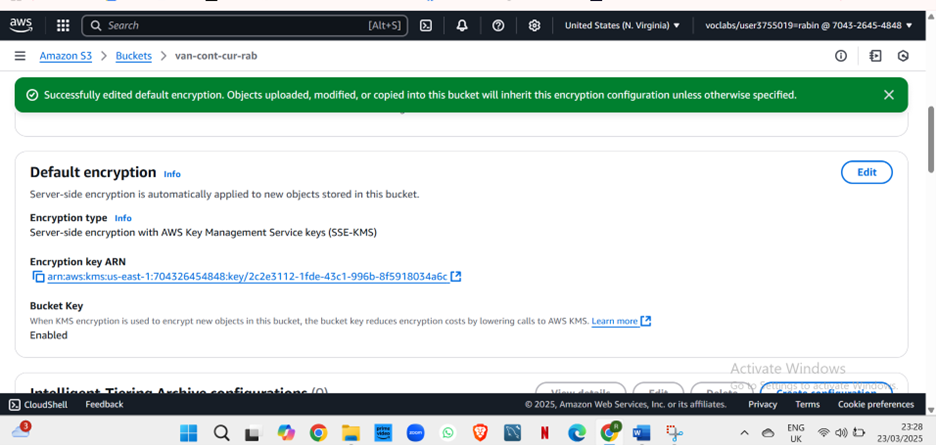 aws
Search [Alt+S]
United States (N. Virginia) ▼
voclabs/user3755019=rabin @ 7043-2645-4848 ▼
Amazon S3 > Buckets > van-cont-cur-rab
Successfully edited default encryption. Objects uploaded, modified, or copied into this bucket will inherit this encryption configuration unless otherwise specified.
Default encryption Info
Edit
Server-side encryption is automatically applied to new objects stored in this bucket.
Encryption type Info
Server-side encryption with AWS Key Management Service keys (SSE-KMS)
Encryption key ARN
arn:aws:kms:us-east-1:704326454848:key/2c2e3112-1fde-43c1-996b-8f5918034a6c
Bucket Key
When KMS encryption is used to encrypt new objects in this bucket, the bucket key reduces encryption costs by lowering calls to AWS KMS. Learn more
Enabled
Activate Windows
Go to Settings to activate Windows.
Intelligent-Tiering Archive configurations (0)
View details Edit Delete Create configuration
CloudShell Feedback
© 2025, Amazon Web Services, Inc. or its affiliates. Privacy Terms Cookie preferences
3
zoom
R
ENG
UK
23:28
23/03/2025